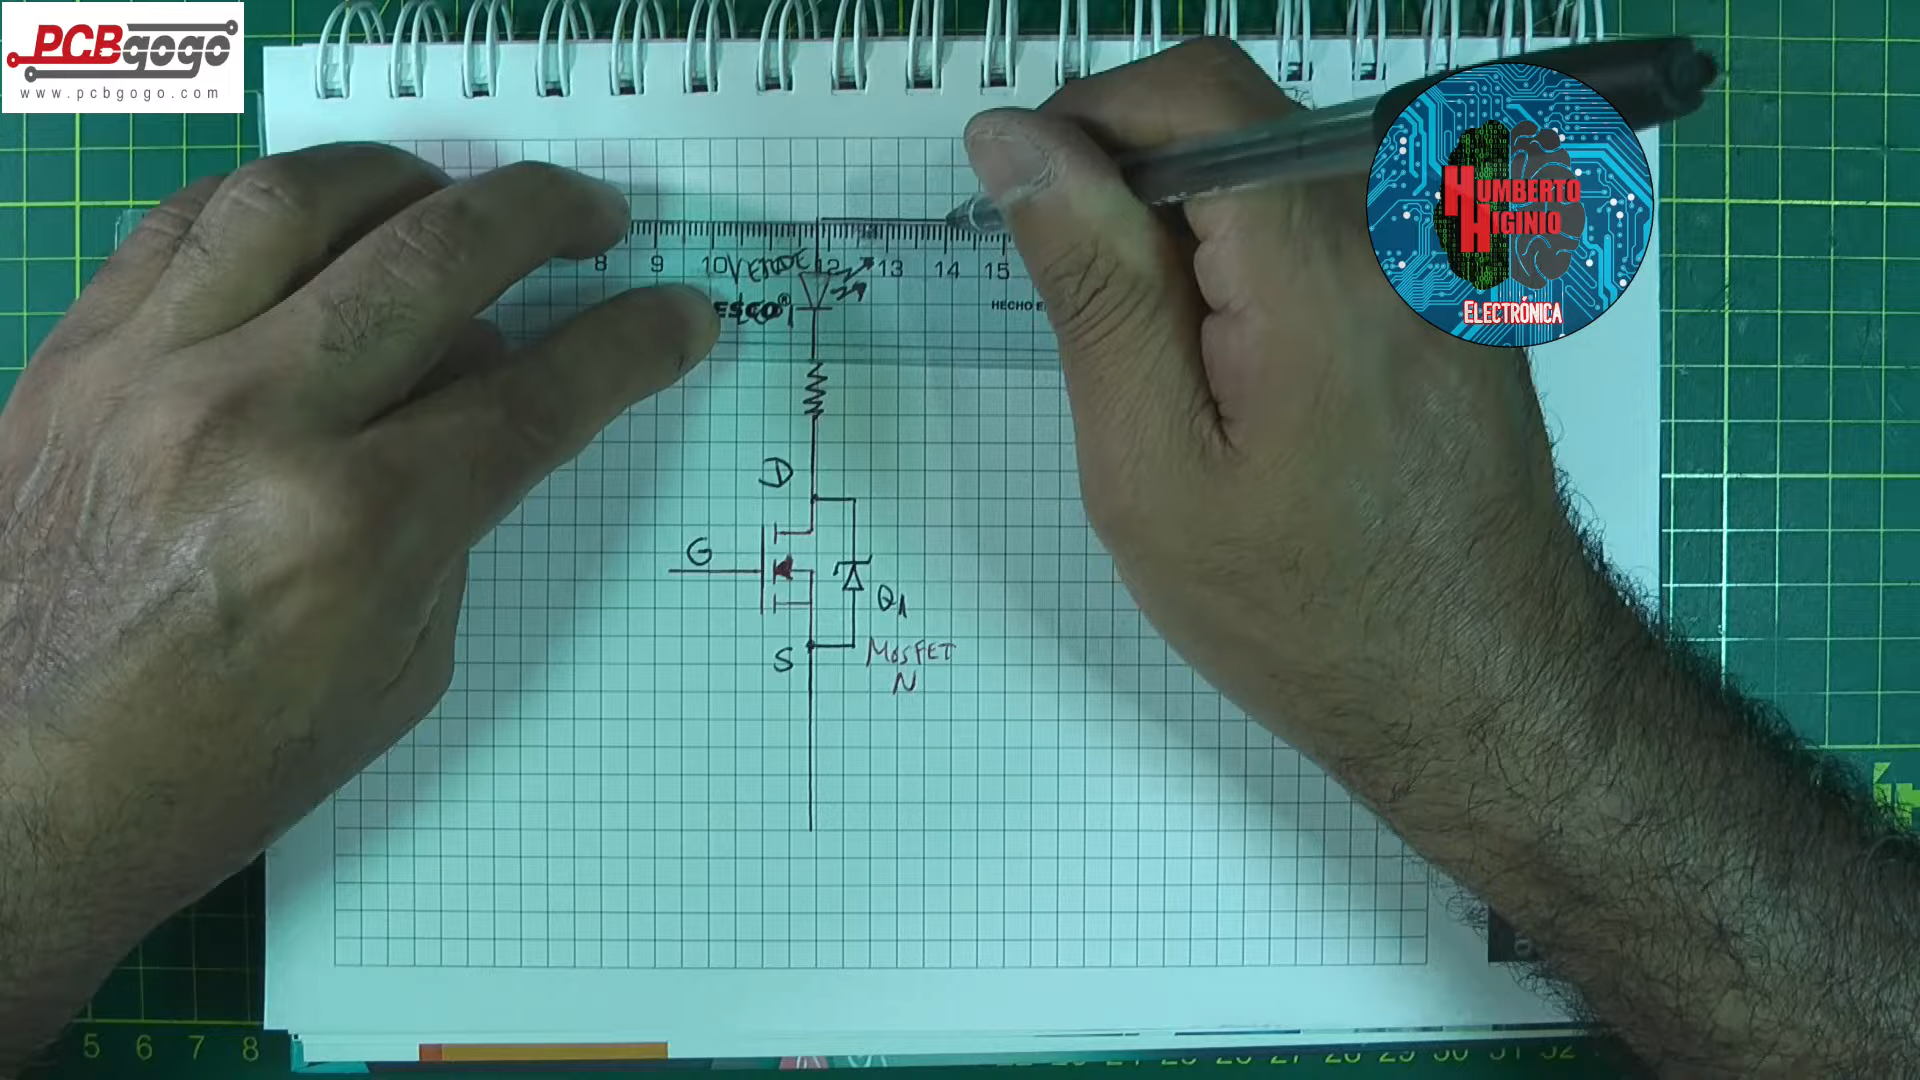 PCBgogo
www.pcbgogo.com
HUMBERTO
HIGINIO
ELECTRÓNICA
8 9 10 12 13 14 15
VERDE
HECHO E
D
G
Q1
S
MOSFET
N
5 6 7 8